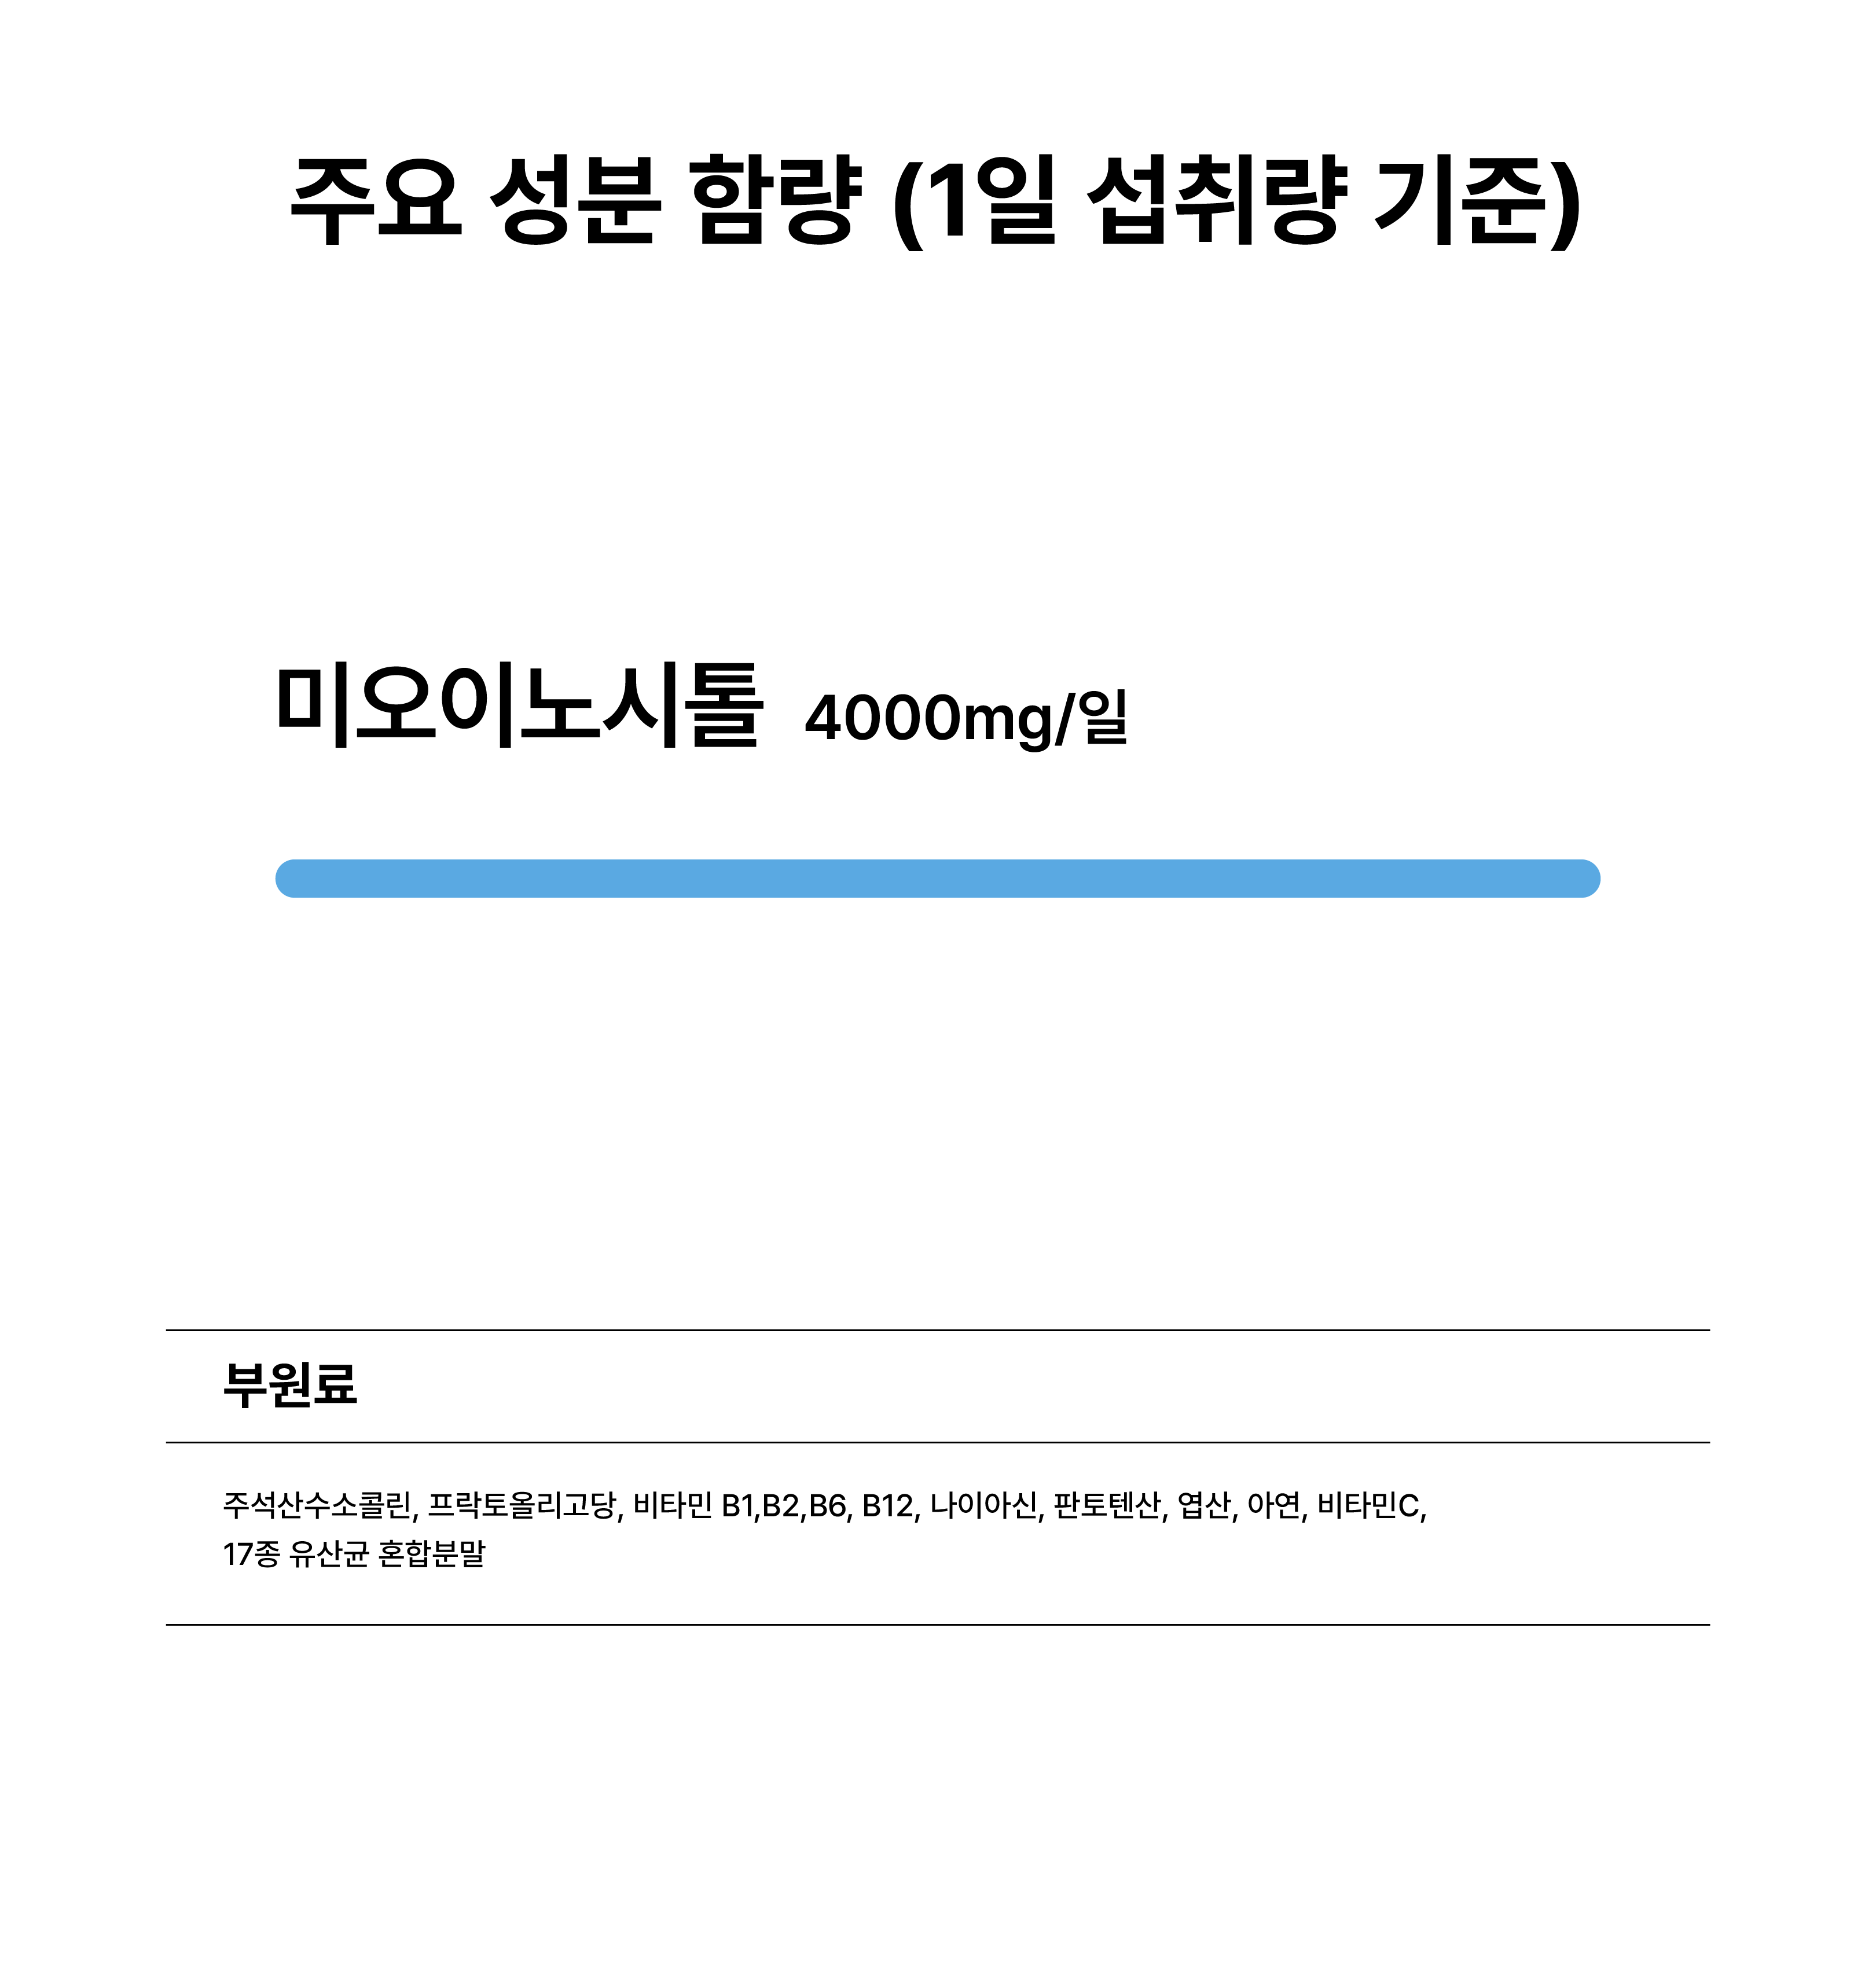 주요 성분 함량 (1일 섭취량 기준)
미오이노시톨 4000mg/일
부원료
주석산수소콜린, 프락토올리고당, 비타민 B1,B2,B6, B12, 나이아신, 판토텐산, 엽산, 아연, 비타민C,
17종 유산균 혼합분말